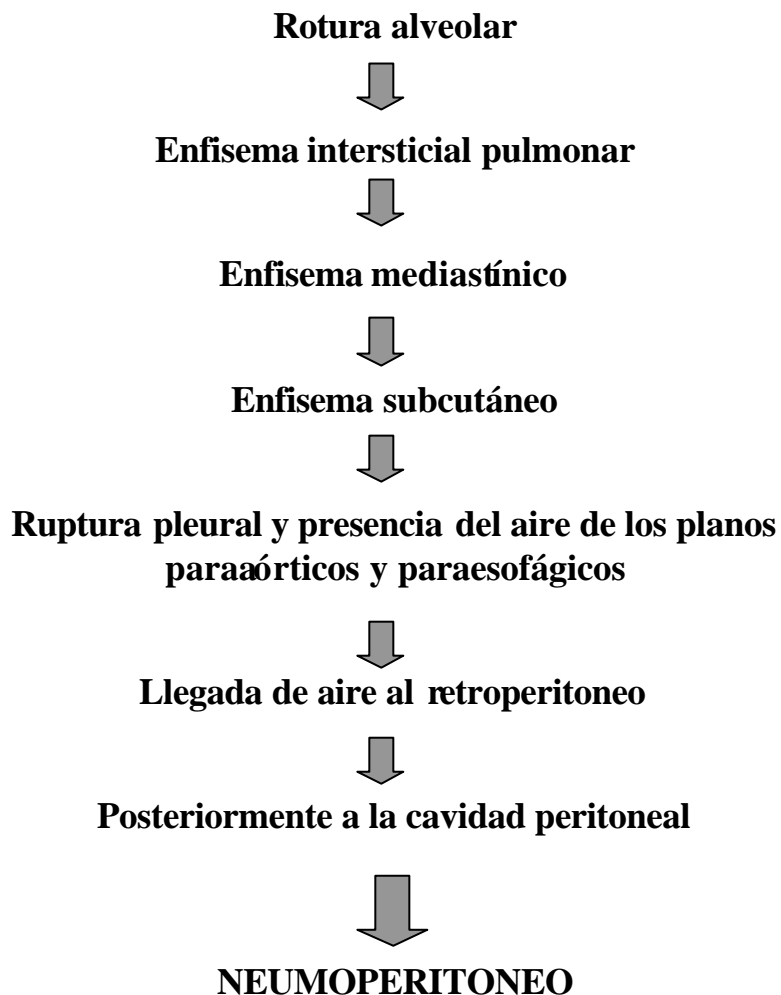 Rotura alveolar
Enfisema intersticial pulmonar
Enfisema mediastínico
Enfisema subcutáneo
Ruptura pleural y presencia del aire de los planos
paraaórticos y paraesofágicos
Llegada de aire al retroperitoneo
Posteriormente a la cavidad peritoneal
NEUMOPERITONEO